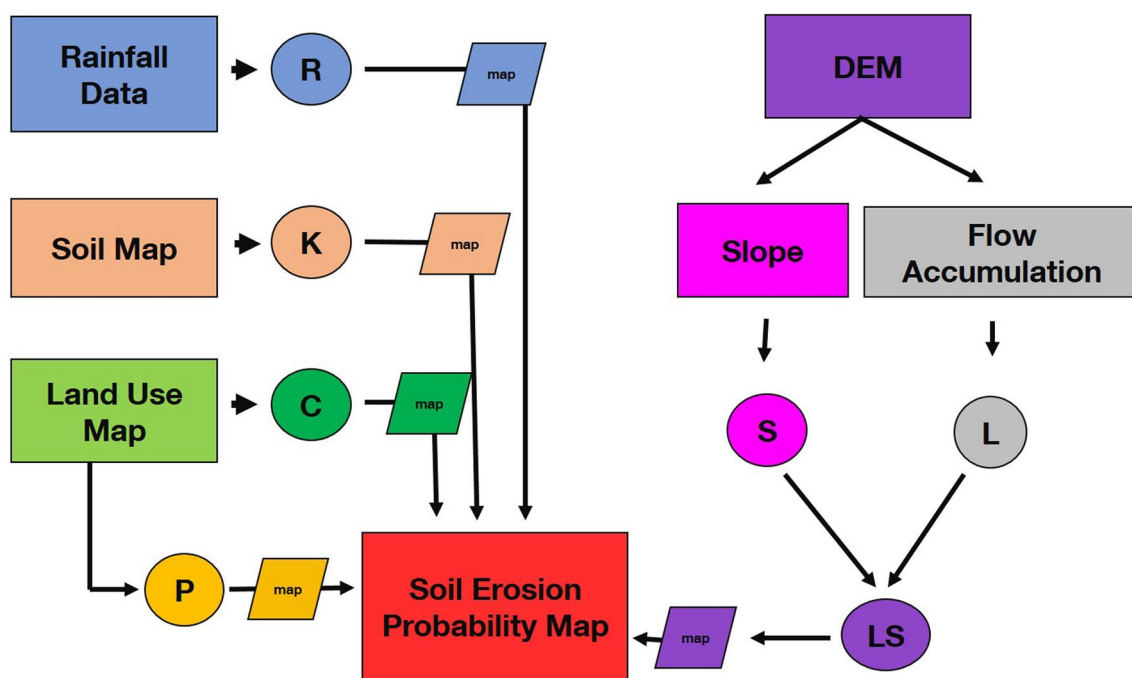 Rainfall
Data
R
map
DEM
Soil Map
K
map
Slope
Flow
Accumulation
Land Use
Map
C
map
S
L
P
map
Soil Erosion
Probability Map
map
LS